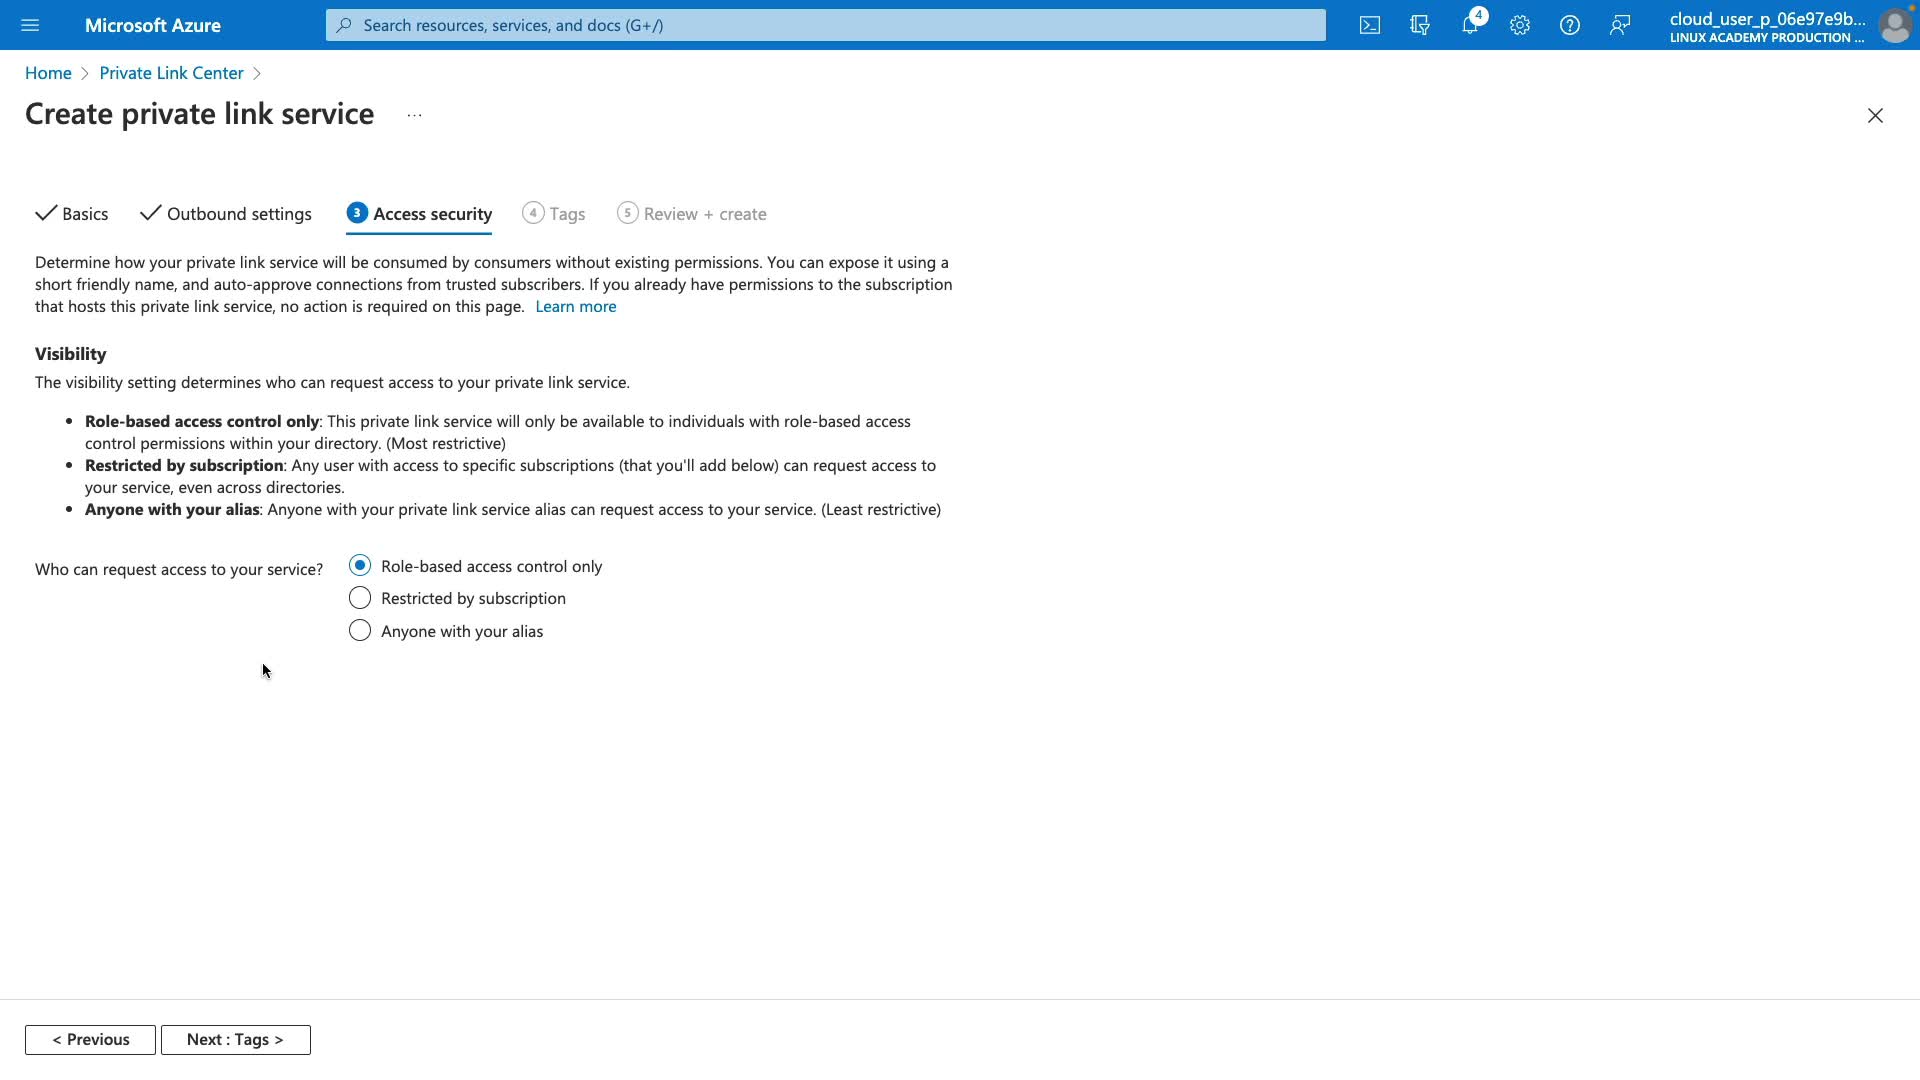 Microsoft Azure
Search resources, services, and docs (G+/)
4
cloud_user_p_06e97e9b...
LINUX ACADEMY PRODUCTION ...
Home > Private Link Center >
Create private link service ...
Basics
Outbound settings
3 Access security
4 Tags
5 Review + create
Determine how your private link service will be consumed by consumers without existing permissions. You can expose it using a
short friendly name, and auto-approve connections from trusted subscribers. If you already have permissions to the subscription
that hosts this private link service, no action is required on this page. Learn more
Visibility
The visibility setting determines who can request access to your private link service.
• Role-based access control only: This private link service will only be available to individuals with role-based access
control permissions within your directory. (Most restrictive)
• Restricted by subscription: Any user with access to specific subscriptions (that you'll add below) can request access to
your service, even across directories.
• Anyone with your alias: Anyone with your private link service alias can request access to your service. (Least restrictive)
Who can request access to your service?
Role-based access control only
Restricted by subscription
Anyone with your alias
< Previous
Next : Tags >